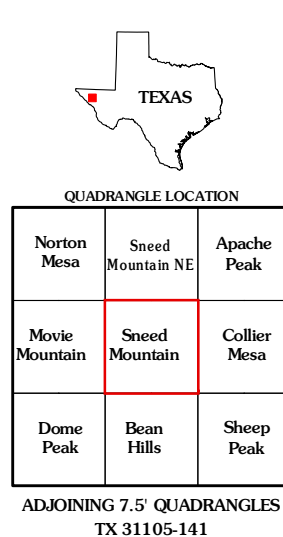 TEXAS
QUADRANGLE LOCATION
Norton
Mesa
Sneed
Mountain NE
Apache
Peak
Movie
Mountain
Sneed
Mountain
Collier
Mesa
Dome
Peak
Bean
Hills
Sheep
Peak
ADJOINING 7.5' QUADRANGLES
TX 31105-141